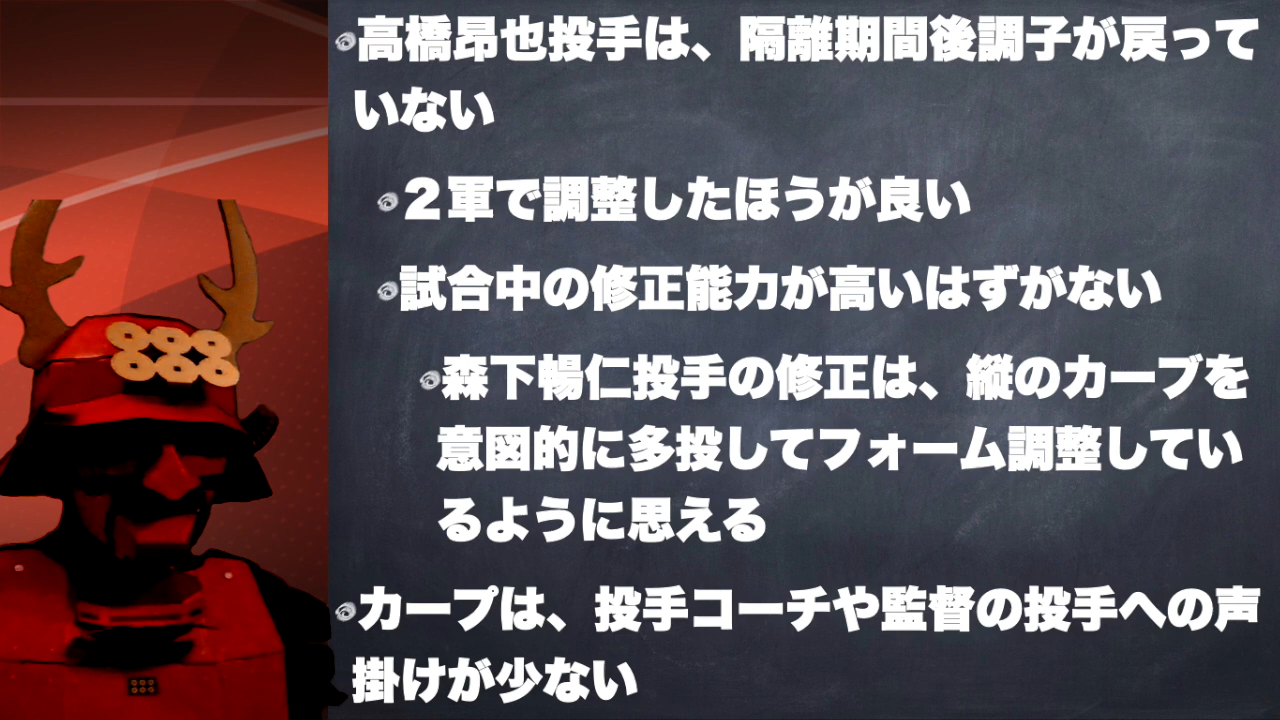 高橋昂也投手は、隔離期間後調子が戻って
いない
２軍で調整したほうが良い
試合中の修正能力が高いはずがない
森下暢仁投手の修正は、縦のカーブを
意図的に多投してフォーム調整してい
るように思える
カープは、投手コーチや監督の投手への声
掛けが少ない